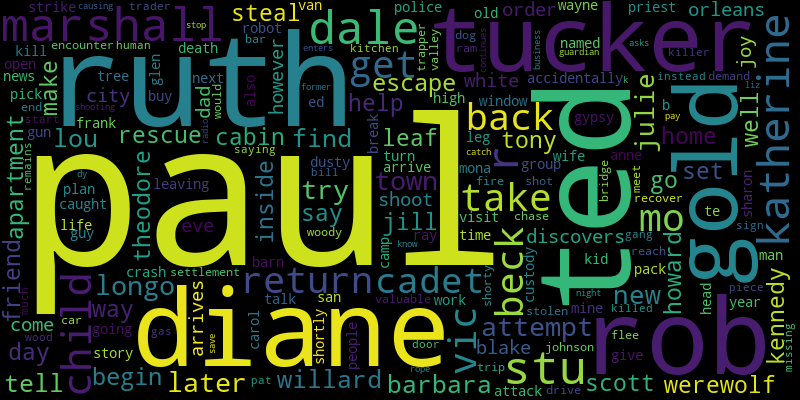 strike van police old order wayne priest orleans
marshall steal dale tucker
encounter stop trader human robot bar dog ram trapper valley continues business enters guardian asks killer demand liz
kill causing death kitchen named accidentally k instead joy
open tree glen next however get escape white window b
news make city buy also would former shooting
pick ruth dad ed help high gypsy pay
end start gun frank radio saying break leg catch home
remains lou rescue cabin find leaf tony r group wife anne julie well
apartment dy plan caught theodore inside dusty bill turn arrive back
paul ted gold katherine
leaving try town mona fire shot take go set
life guy eve say shoot jill visit chase mo sharon te
friend woody ray time discovers bridge meet recover sign
child crash settlement barn camp know beck custody gang reach howard
longo return cadet kid pack man
way going much car arrives talk san shorty work vic new head year
come gas diane carol valuable night stolen mine killed piece
day story wood save shortly people attempt flee rob kennedy
begin later pat door blake johnson give missing
tell willard rope barbara trip stu attack drive scott werewolf